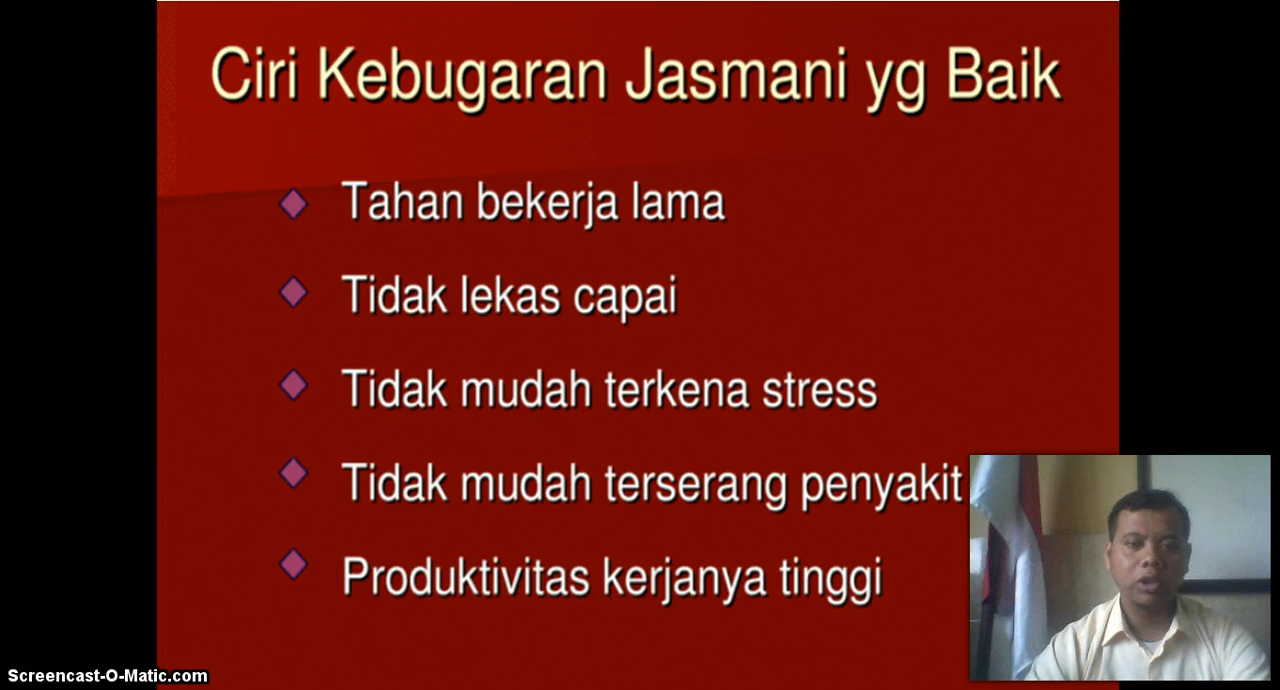 Ciri Kebugaran Jasmani yg Baik
Tahan bekerja lama
Tidak lekas capai
Tidak mudah terkena stress
Tidak mudah terserang penyakit
Produktivitas kerjanya tinggi
Screencast-O-Matic.com